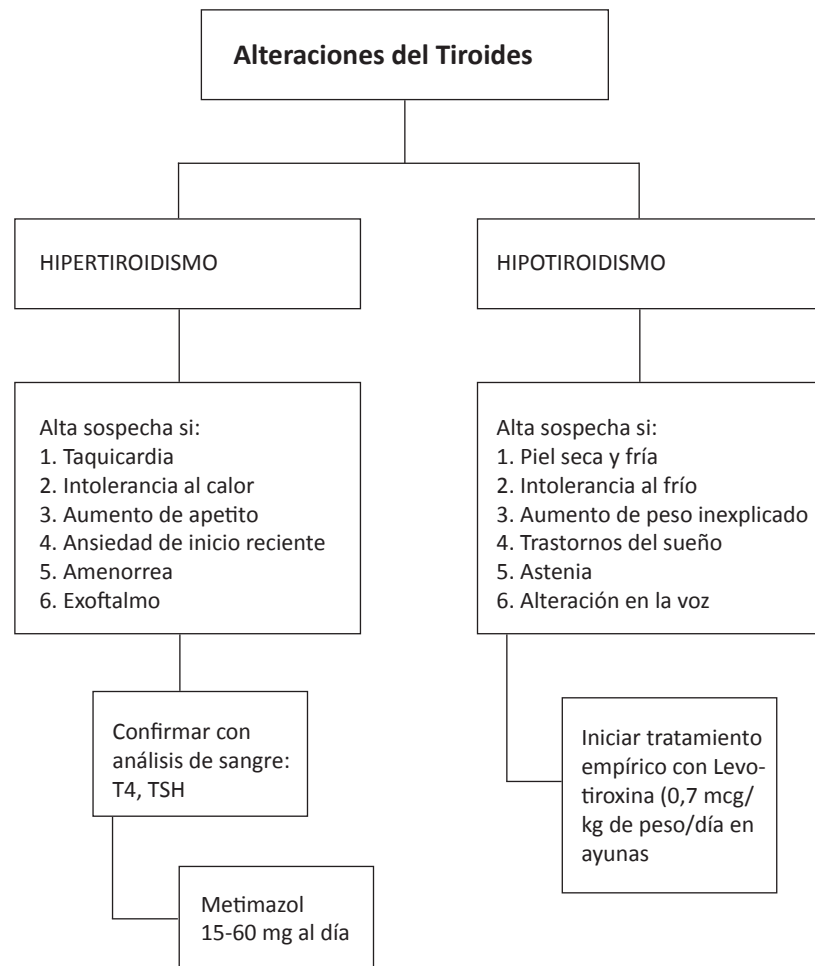 Alteraciones del Tiroides
HIPERTIROIDISMO
Alta sospecha si:
1. Taquicardia
2. Intolerancia al calor
3. Aumento de apetito
4. Ansiedad de inicio reciente
5. Amenorrea
6. Exoftalmo
Confirmar con
análisis de sangre:
T4, TSH
Metimazol
15-60 mg al día
HIPOTIROIDISMO
Alta sospecha si:
1. Piel seca y fría
2. Intolerancia al frío
3. Aumento de peso inexplicado
4. Trastornos del sueño
5. Astenia
6. Alteración en la voz
Iniciar tratamiento
empírico con Levo-
tiroxina (0,7 mcg/
kg de peso/día en
ayunas